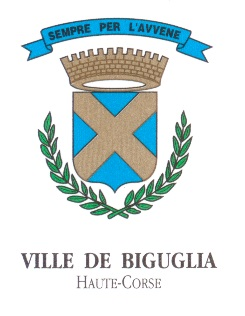 SEMPRE PER L'AVVENE
VILLE DE BIGUGLIA
HAUTE-CORSE